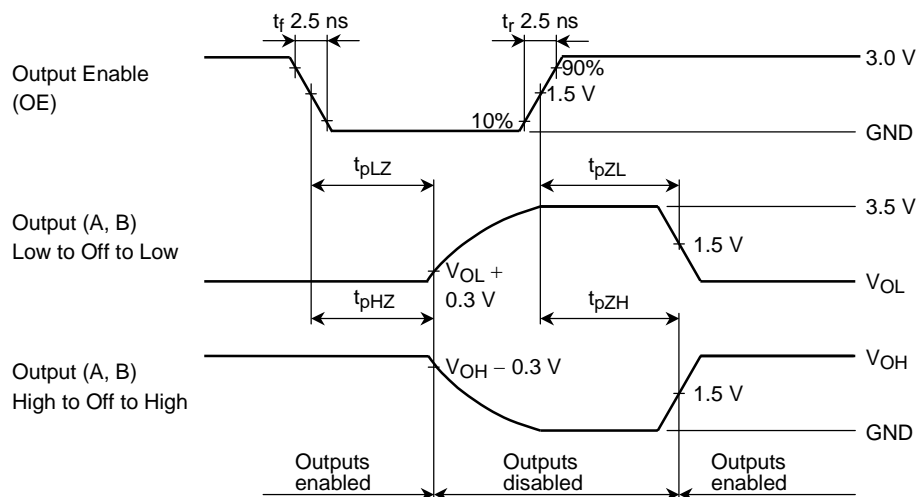 tf 2.5 ns
tr 2.5 ns
Output Enable
(OE)
90%
1.5 V
10%
3.0 V
GND
tpLZ
tpZL
Output (A, B)
Low to Off to Low
3.5 V
1.5 V
VOL +
0.3 V
VOL
tpHZ
tpZH
Output (A, B)
High to Off to High
VOH − 0.3 V
VOH
1.5 V
GND
Outputs
enabled
Outputs
disabled
Outputs
enabled